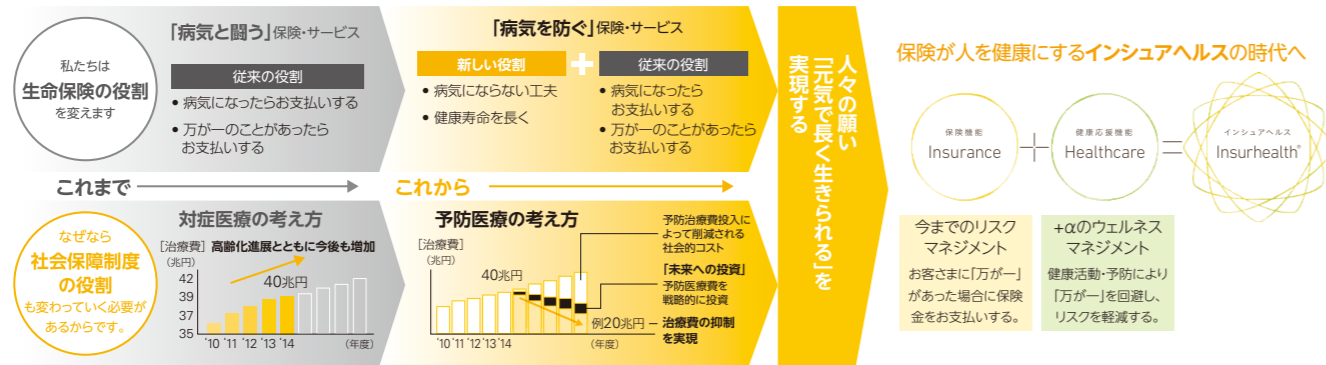 私たちは
生命保険の役割
を変えます
「病気と闘う」保険・サービス
従来の役割
• 病気になったらお支払いする
• 万が一のことがあったら
お支払いする
「病気を防ぐ」保険・サービス
新しい役割
• 病気にならない工夫
• 健康寿命を長く
+
従来の役割
• 病気になったら
お支払いする
• 万が一のことがあったら
お支払いする
これまで
これから
なぜなら
社会保障制度
の役割
も変わっていく必要が
あるからです。
対症医療の考え方
[治療費] 高齢化進展とともに今後も増加
(兆円)
40兆円
42
39
37
35
'10 '11 '12 '13 '14 (年度)
予防医療の考え方
[治療費]
(兆円)
40兆円
'10 '11 '12 '13 '14 (年度)
予防治療費投入に
よって削減される
社会的コスト
「未来への投資」
予防医療費を
戦略的に投資
例20兆円
治療費の抑制
を実現
人々の願い
「元気で長く生きられる」を
実現する
保険が人を健康にするインシュアヘルスの時代へ
保険機能
Insurance
+
健康応援機能
Healthcare
=
インシュアヘルス
Insurhealth®
今までのリスク
マネジメント
お客さまに「万が一」
があった場合に保険
金をお支払いする。
+αのウェルネス
マネジメント
健康活動・予防により
「万が一」を回避し、
リスクを軽減する。